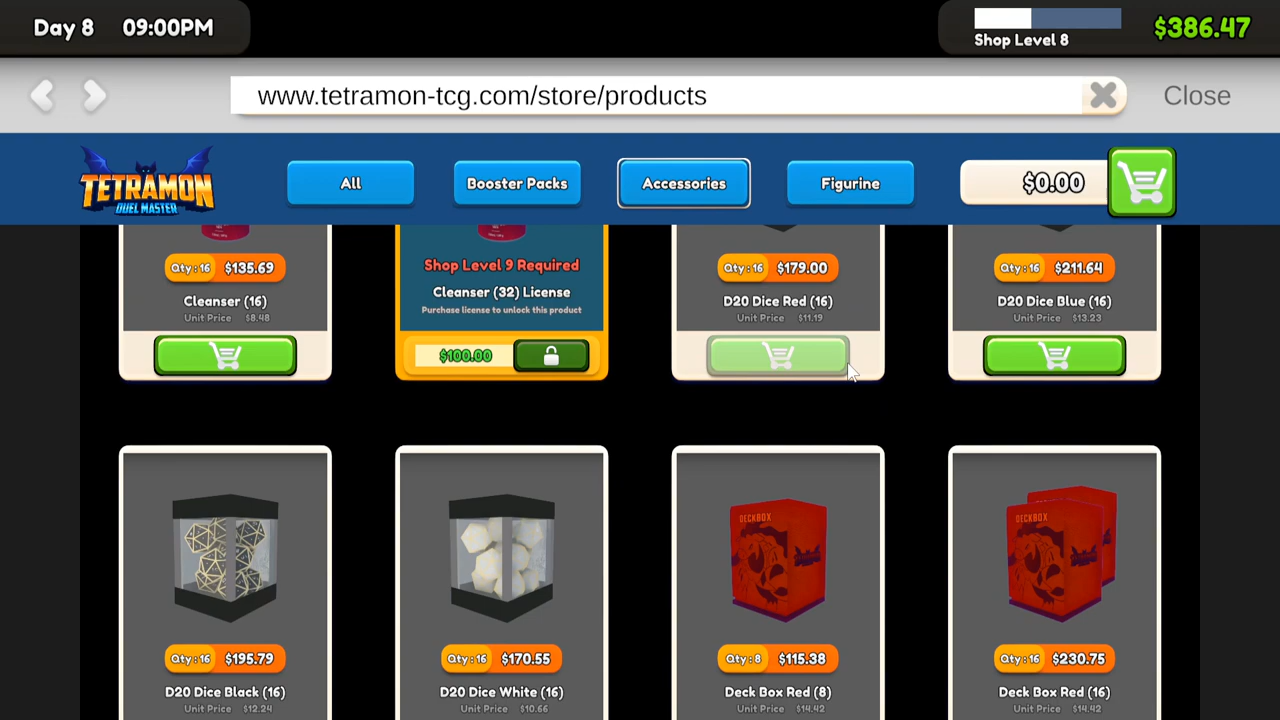 Day 8 09:00PM
Shop Level 8
$386.47
www.tetramon-tcg.com/store/products
Close
TETRAMON
DUEL MASTER
All
Booster Packs
Accessories
Figurine
$0.00
Qty : 16 $135.69
Cleanser (16)
Unit Price $8.48
Shop Level 9 Required
Cleanser (32) License
Purchase license to unlock this product
$100.00
Qty : 16 $179.00
D20 Dice Red (16)
Unit Price $11.19
Qty : 16 $211.64
D20 Dice Blue (16)
Unit Price $13.23
Qty : 16 $195.79
D20 Dice Black (16)
Unit Price $12.24
Qty : 16 $170.55
D20 Dice White (16)
Unit Price $10.66
DECKBOX
Qty : 8 $115.38
Deck Box Red (8)
Unit Price $14.42
DECKBOX
Qty : 16 $230.75
Deck Box Red (16)
Unit Price $14.42